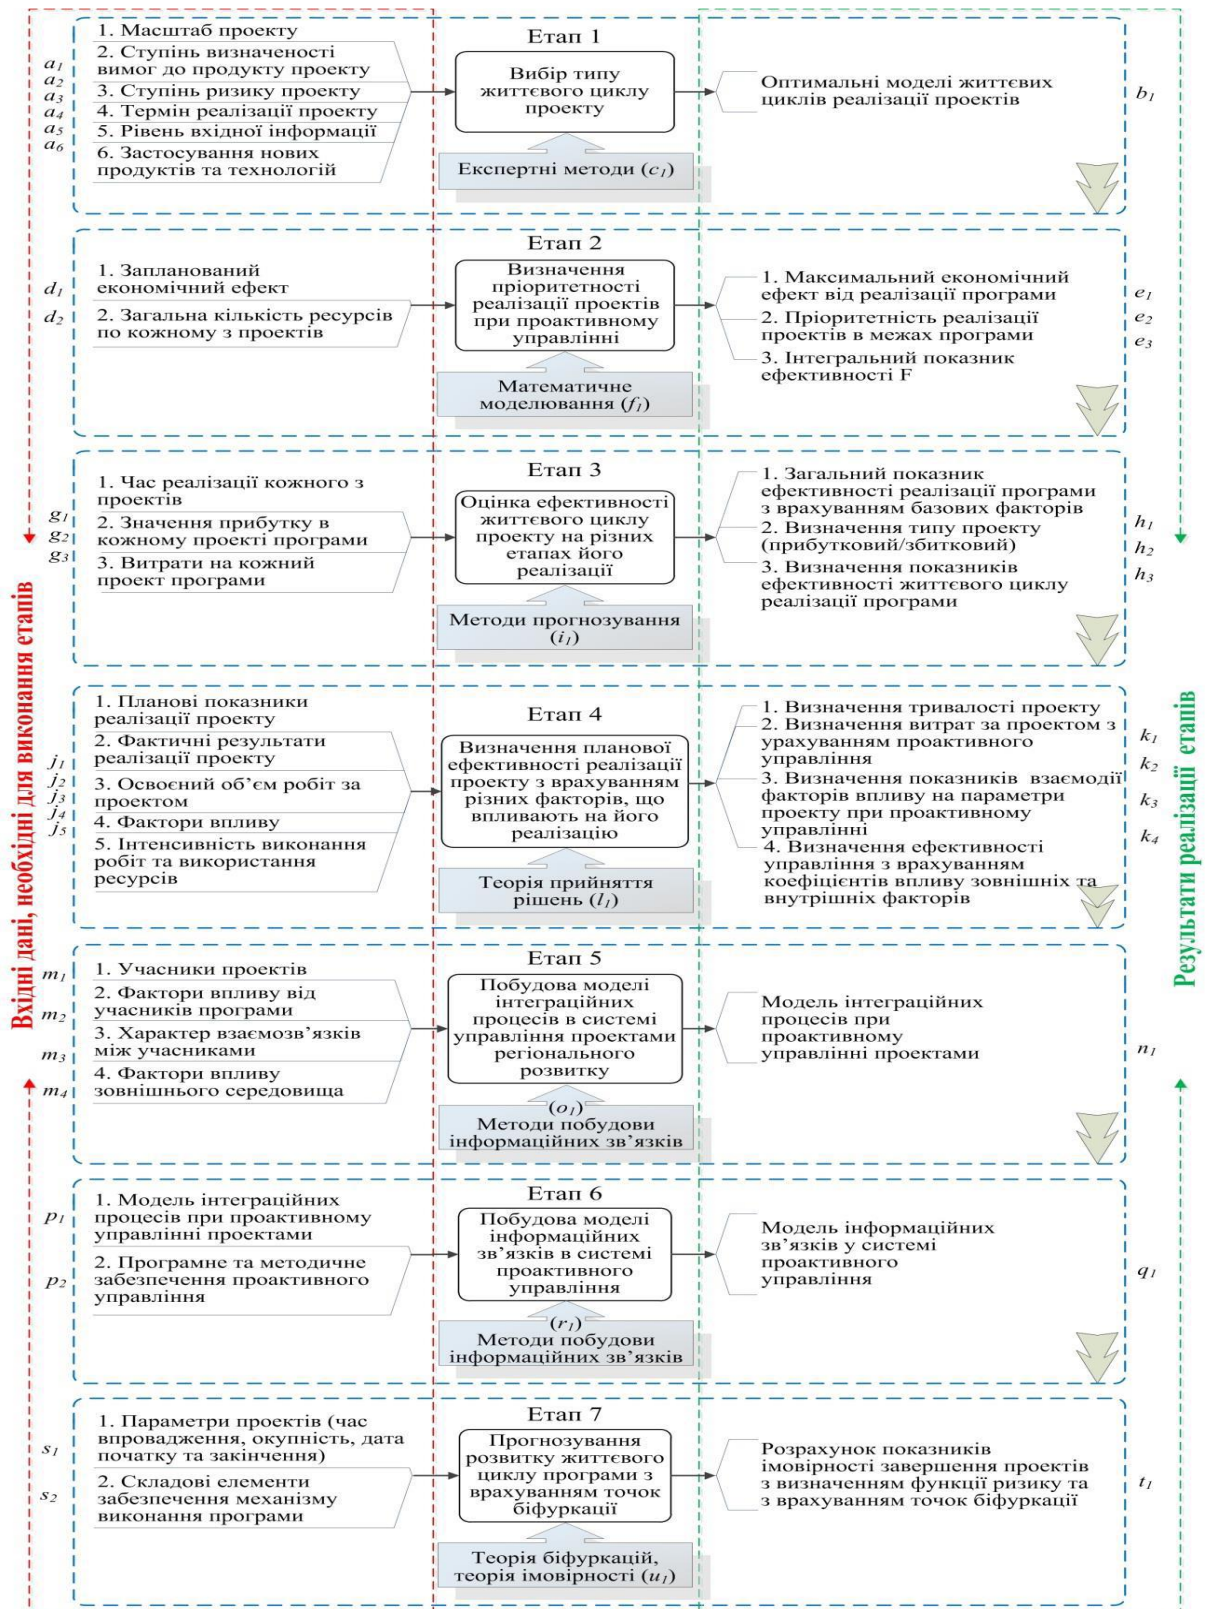 Вхідні дані, необхідні для виконання етапів
Результати реалізації етапів
a1
a2
a3
a4
a5
a6
1. Масштаб проекту
2. Ступінь визначеності
вимог до продукту проекту
3. Ступінь ризику проекту
4. Термін реалізації проекту
5. Рівень вхідної інформації
6. Застосування нових
продуктів та технологій
Етап 1
Вибір типу
життєвого циклу
проекту
Експертні методи (c1)
Оптимальні моделі життєвих
циклів реалізації проектів
b1
d1
d2
1. Запланований
економічний ефект
2. Загальна кількість ресурсів
по кожному з проектів
Етап 2
Визначення
пріоритетності
реалізації проектів
при проактивному
управлінні
Математичне
моделювання (f1)
1. Максимальний економічний
ефект від реалізації програми
2. Пріоритетність реалізації
проектів в межах програми
3. Інтегральний показник
ефективності F
e1
e2
e3
g1
g2
g3
1. Час реалізації кожного з
проектів
2. Значення прибутку в
кожному проекті програми
3. Витрати на кожний
проект програми
Етап 3
Оцінка ефективності
життєвого циклу
проекту на різних
етапах його
реалізації
Методи прогнозування
(i1)
1. Загальний показник
ефективності реалізації програми
з врахуванням базових факторів
2. Визначення типу проекту
(прибутковий/збитковий)
3. Визначення показників
ефективності життєвого циклу
реалізації програми
h1
h2
h3
j1
j2
j3
j4
j5
1. Планові показники
реалізації проекту
2. Фактичні результати
реалізації проекту
3. Освоєний об’єм робіт за
проектом
4. Фактори впливу
5. Інтенсивність виконання
робіт та використання
ресурсів
Етап 4
Визначення планової
ефективності реалізації
проекту з врахуванням
різних факторів, що
впливають на його
реалізацію
Теорія прийняття
рішень (l1)
1. Визначення тривалості проекту
2. Визначення витрат за проектом з
урахуванням проактивного
управління
3. Визначення показників взаємодії
факторів впливу на параметри
проекту при проактивному
управлінні
4. Визначення ефективності
управління з врахуванням
коефіцієнтів впливу зовнішніх та
внутрішніх факторів
k1
k2
k3
k4
m1
m2
m3
m4
1. Учасники проектів
2. Фактори впливу від
учасників програми
3. Характер взаємозв’язків
між учасниками
4. Фактори впливу
зовнішнього середовища
Етап 5
Побудова моделі
інтеграційних
процесів в системі
управління проектами
регіонального
розвитку
(o1)
Методи побудови
інформаційних зв’язків
Модель інтеграційних
процесів при
проактивному
управлінні проектами
n1
p1
p2
1. Модель інтеграційних
процесів при проактивному
управлінні проектами
2. Програмне та методичне
забезпечення проактивного
управління
Етап 6
Побудова моделі
інформаційних
зв’язків в системі
проактивного
управління
(r1)
Методи побудови
інформаційних зв’язків
Модель інформаційних
зв’язків у системі
проактивного
управління
q1
s1
s2
1. Параметри проектів (час
впровадження, окупність, дата
початку та закінчення)
2. Складові елементи
забезпечення механізму
виконання програми
Етап 7
Прогнозування
розвитку життєвого
циклу програми з
врахуванням точок
біфуркації
Теорія біфуркацій,
теорія імовірності (u1)
Розрахунок показників
імовірності завершення проектів
з визначенням функції ризику та
з врахуванням точок біфуркації
t1